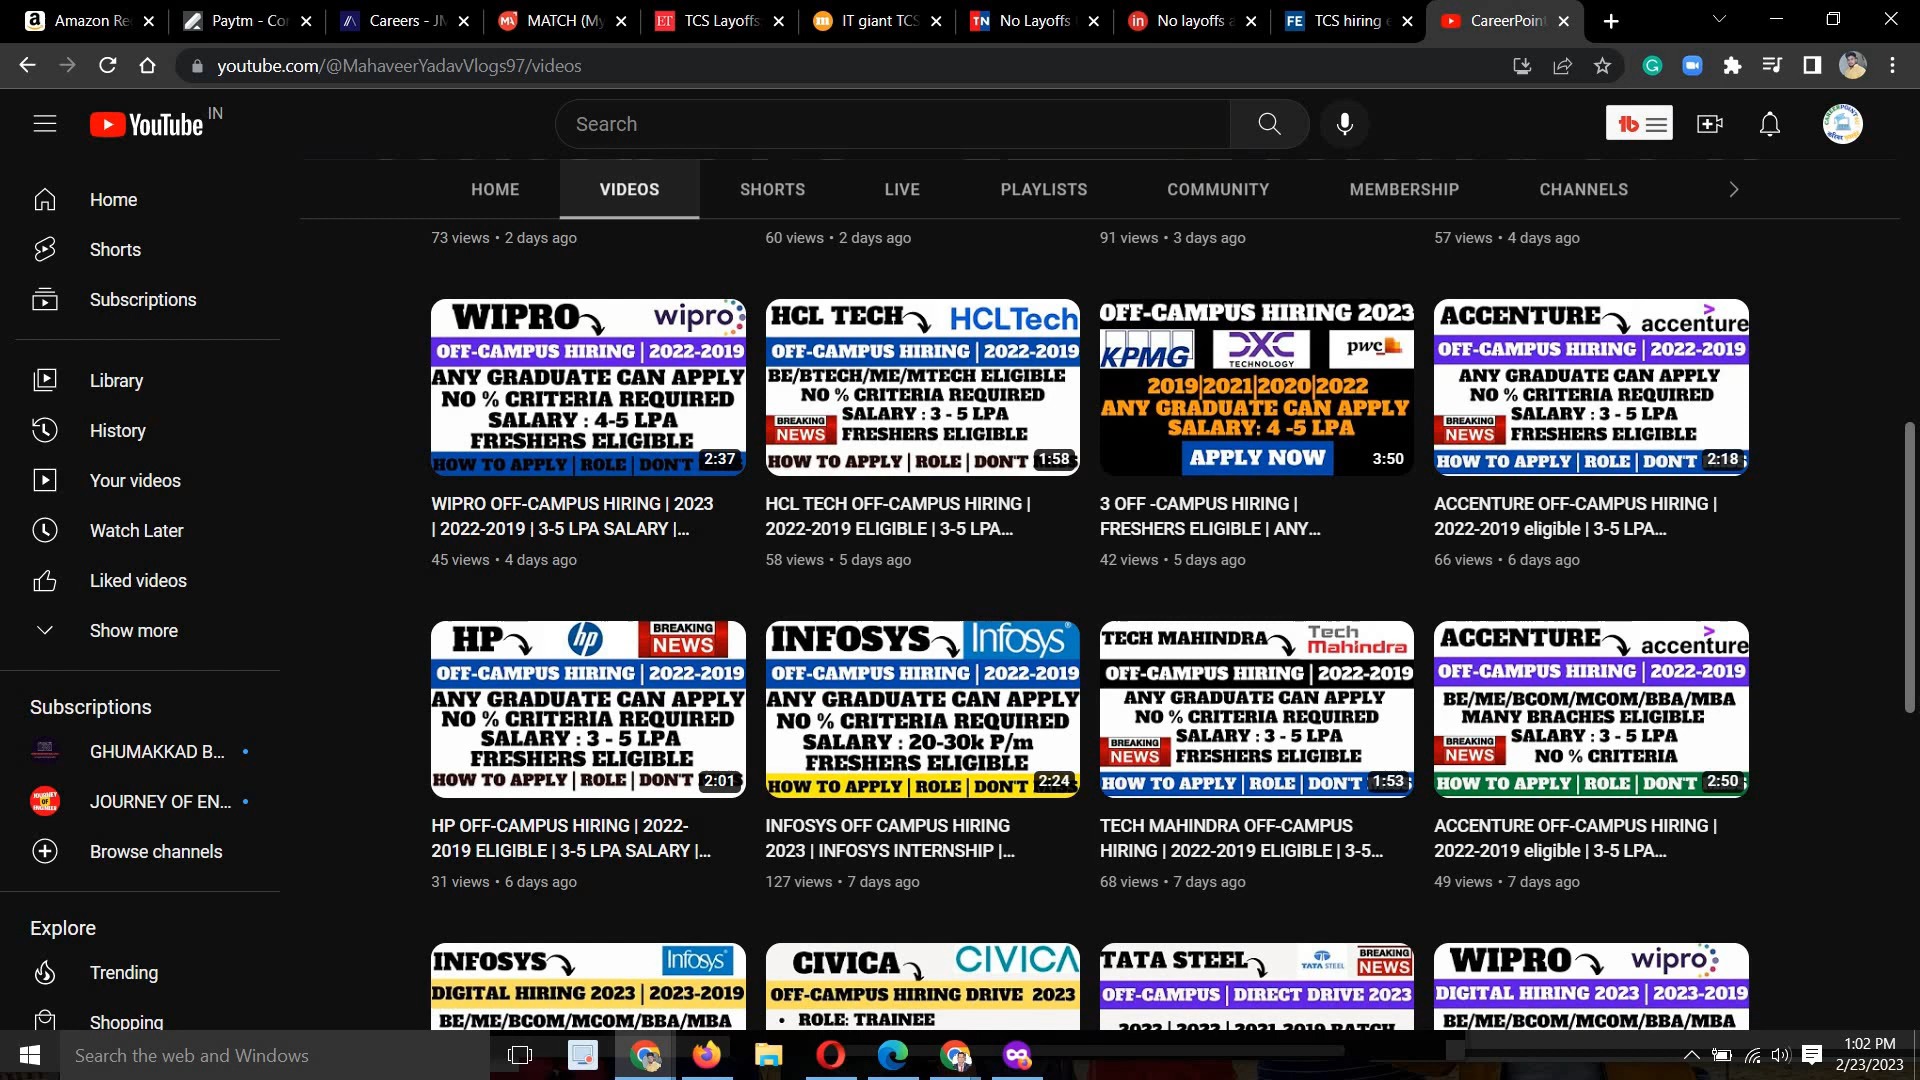 Amazon Re
Paytm - Co
Careers - JM
MATCH (My
TCS Layoffs
IT giant TCS
No Layoffs
No layoffs a
TCS hiring e
CareerPoin
youtube.com/@MahaveerYadavVlogs97/videos
YouTube IN
Search
HOME
VIDEOS
SHORTS
LIVE
PLAYLISTS
COMMUNITY
MEMBERSHIP
CHANNELS
Home
Shorts
Subscriptions
Library
History
Your videos
Watch Later
Liked videos
Show more
Subscriptions
GHUMAKKAD B...
JOURNEY OF EN...
Browse channels
Explore
Trending
Shopping
73 views • 2 days ago
60 views • 2 days ago
91 views • 3 days ago
57 views • 4 days ago
WIPRO wipro
OFF-CAMPUS HIRING | 2022-2019
ANY GRADUATE CAN APPLY
NO % CRITERIA REQUIRED
SALARY : 4-5 LPA
FRESHERS ELIGIBLE
HOW TO APPLY | ROLE | DON'T
2:37
WIPRO OFF-CAMPUS HIRING | 2023
| 2022-2019 | 3-5 LPA SALARY |...
45 views • 4 days ago
HCL TECH HCLTech
OFF-CAMPUS HIRING | 2022-2019
BE/BTECH/ME/MTECH ELIGIBLE
NO % CRITERIA REQUIRED
SALARY : 3 - 5 LPA
BREAKING
NEWS
FRESHERS ELIGIBLE
HOW TO APPLY | ROLE | DON'T
1:58
HCL TECH OFF-CAMPUS HIRING |
2022-2019 ELIGIBLE | 3-5 LPA...
58 views • 5 days ago
OFF-CAMPUS HIRING 2023
KPMG
DXC
TECHNOLOGY
pwc
2019|2021|2020|2022
ANY GRADUATE CAN APPLY
SALARY: 4 -5 LPA
APPLY NOW
3:50
3 OFF -CAMPUS HIRING |
FRESHERS ELIGIBLE | ANY...
42 views • 5 days ago
ACCENTURE accenture
OFF-CAMPUS HIRING | 2022-2019
ANY GRADUATE CAN APPLY
NO % CRITERIA REQUIRED
SALARY : 3 - 5 LPA
BREAKING
NEWS
FRESHERS ELIGIBLE
HOW TO APPLY | ROLE | DON'T
2:18
ACCENTURE OFF-CAMPUS HIRING |
2022-2019 eligible | 3-5 LPA...
66 views • 6 days ago
HP hp
BREAKING
NEWS
OFF-CAMPUS HIRING | 2022-2019
ANY GRADUATE CAN APPLY
NO % CRITERIA REQUIRED
SALARY : 3 - 5 LPA
FRESHERS ELIGIBLE
HOW TO APPLY | ROLE | DON'T
2:01
HP OFF-CAMPUS HIRING | 2022-
2019 ELIGIBLE | 3-5 LPA SALARY |...
31 views • 6 days ago
INFOSYS Infosys
OFF-CAMPUS HIRING | 2022-2019
ANY GRADUATE CAN APPLY
NO % CRITERIA REQUIRED
SALARY : 20-30k P/m
FRESHERS ELIGIBLE
HOW TO APPLY | ROLE | DON'T
2:24
INFOSYS OFF CAMPUS HIRING
2023 | INFOSYS INTERNSHIP |...
127 views • 7 days ago
TECH MAHINDRA Tech
Mahindra
OFF-CAMPUS HIRING | 2022-2019
ANY GRADUATE CAN APPLY
NO % CRITERIA REQUIRED
SALARY : 3 - 5 LPA
BREAKING
NEWS
FRESHERS ELIGIBLE
HOW TO APPLY | ROLE | DON'T
1:53
TECH MAHINDRA OFF-CAMPUS
HIRING | 2022-2019 ELIGIBLE | 3-5...
68 views • 7 days ago
ACCENTURE accenture
OFF-CAMPUS HIRING | 2022-2019
BE/ME/BCOM/MCOM/BBA/MBA
MANY BRACHES ELIGIBLE
SALARY : 3 - 5 LPA
BREAKING
NEWS
NO % CRITERIA
HOW TO APPLY | ROLE | DON'T
2:50
ACCENTURE OFF-CAMPUS HIRING |
2022-2019 eligible | 3-5 LPA...
49 views • 7 days ago
INFOSYS Infosys
DIGITAL HIRING 2023 | 2023-2019
BE/ME/BCOM/MCOM/BBA/MBA
CIVICA CIVICA
OFF-CAMPUS HIRING DRIVE 2023
• ROLE: TRAINEE
TATA STEEL
TATA STEEL
BREAKING
NEWS
OFF-CAMPUS | DIRECT DRIVE 2023
WIPRO wipro
DIGITAL HIRING 2023 | 2023-2019
BE/ME/BCOM/MCOM/BBA/MBA
Search the web and Windows
1:02 PM
2/23/2023